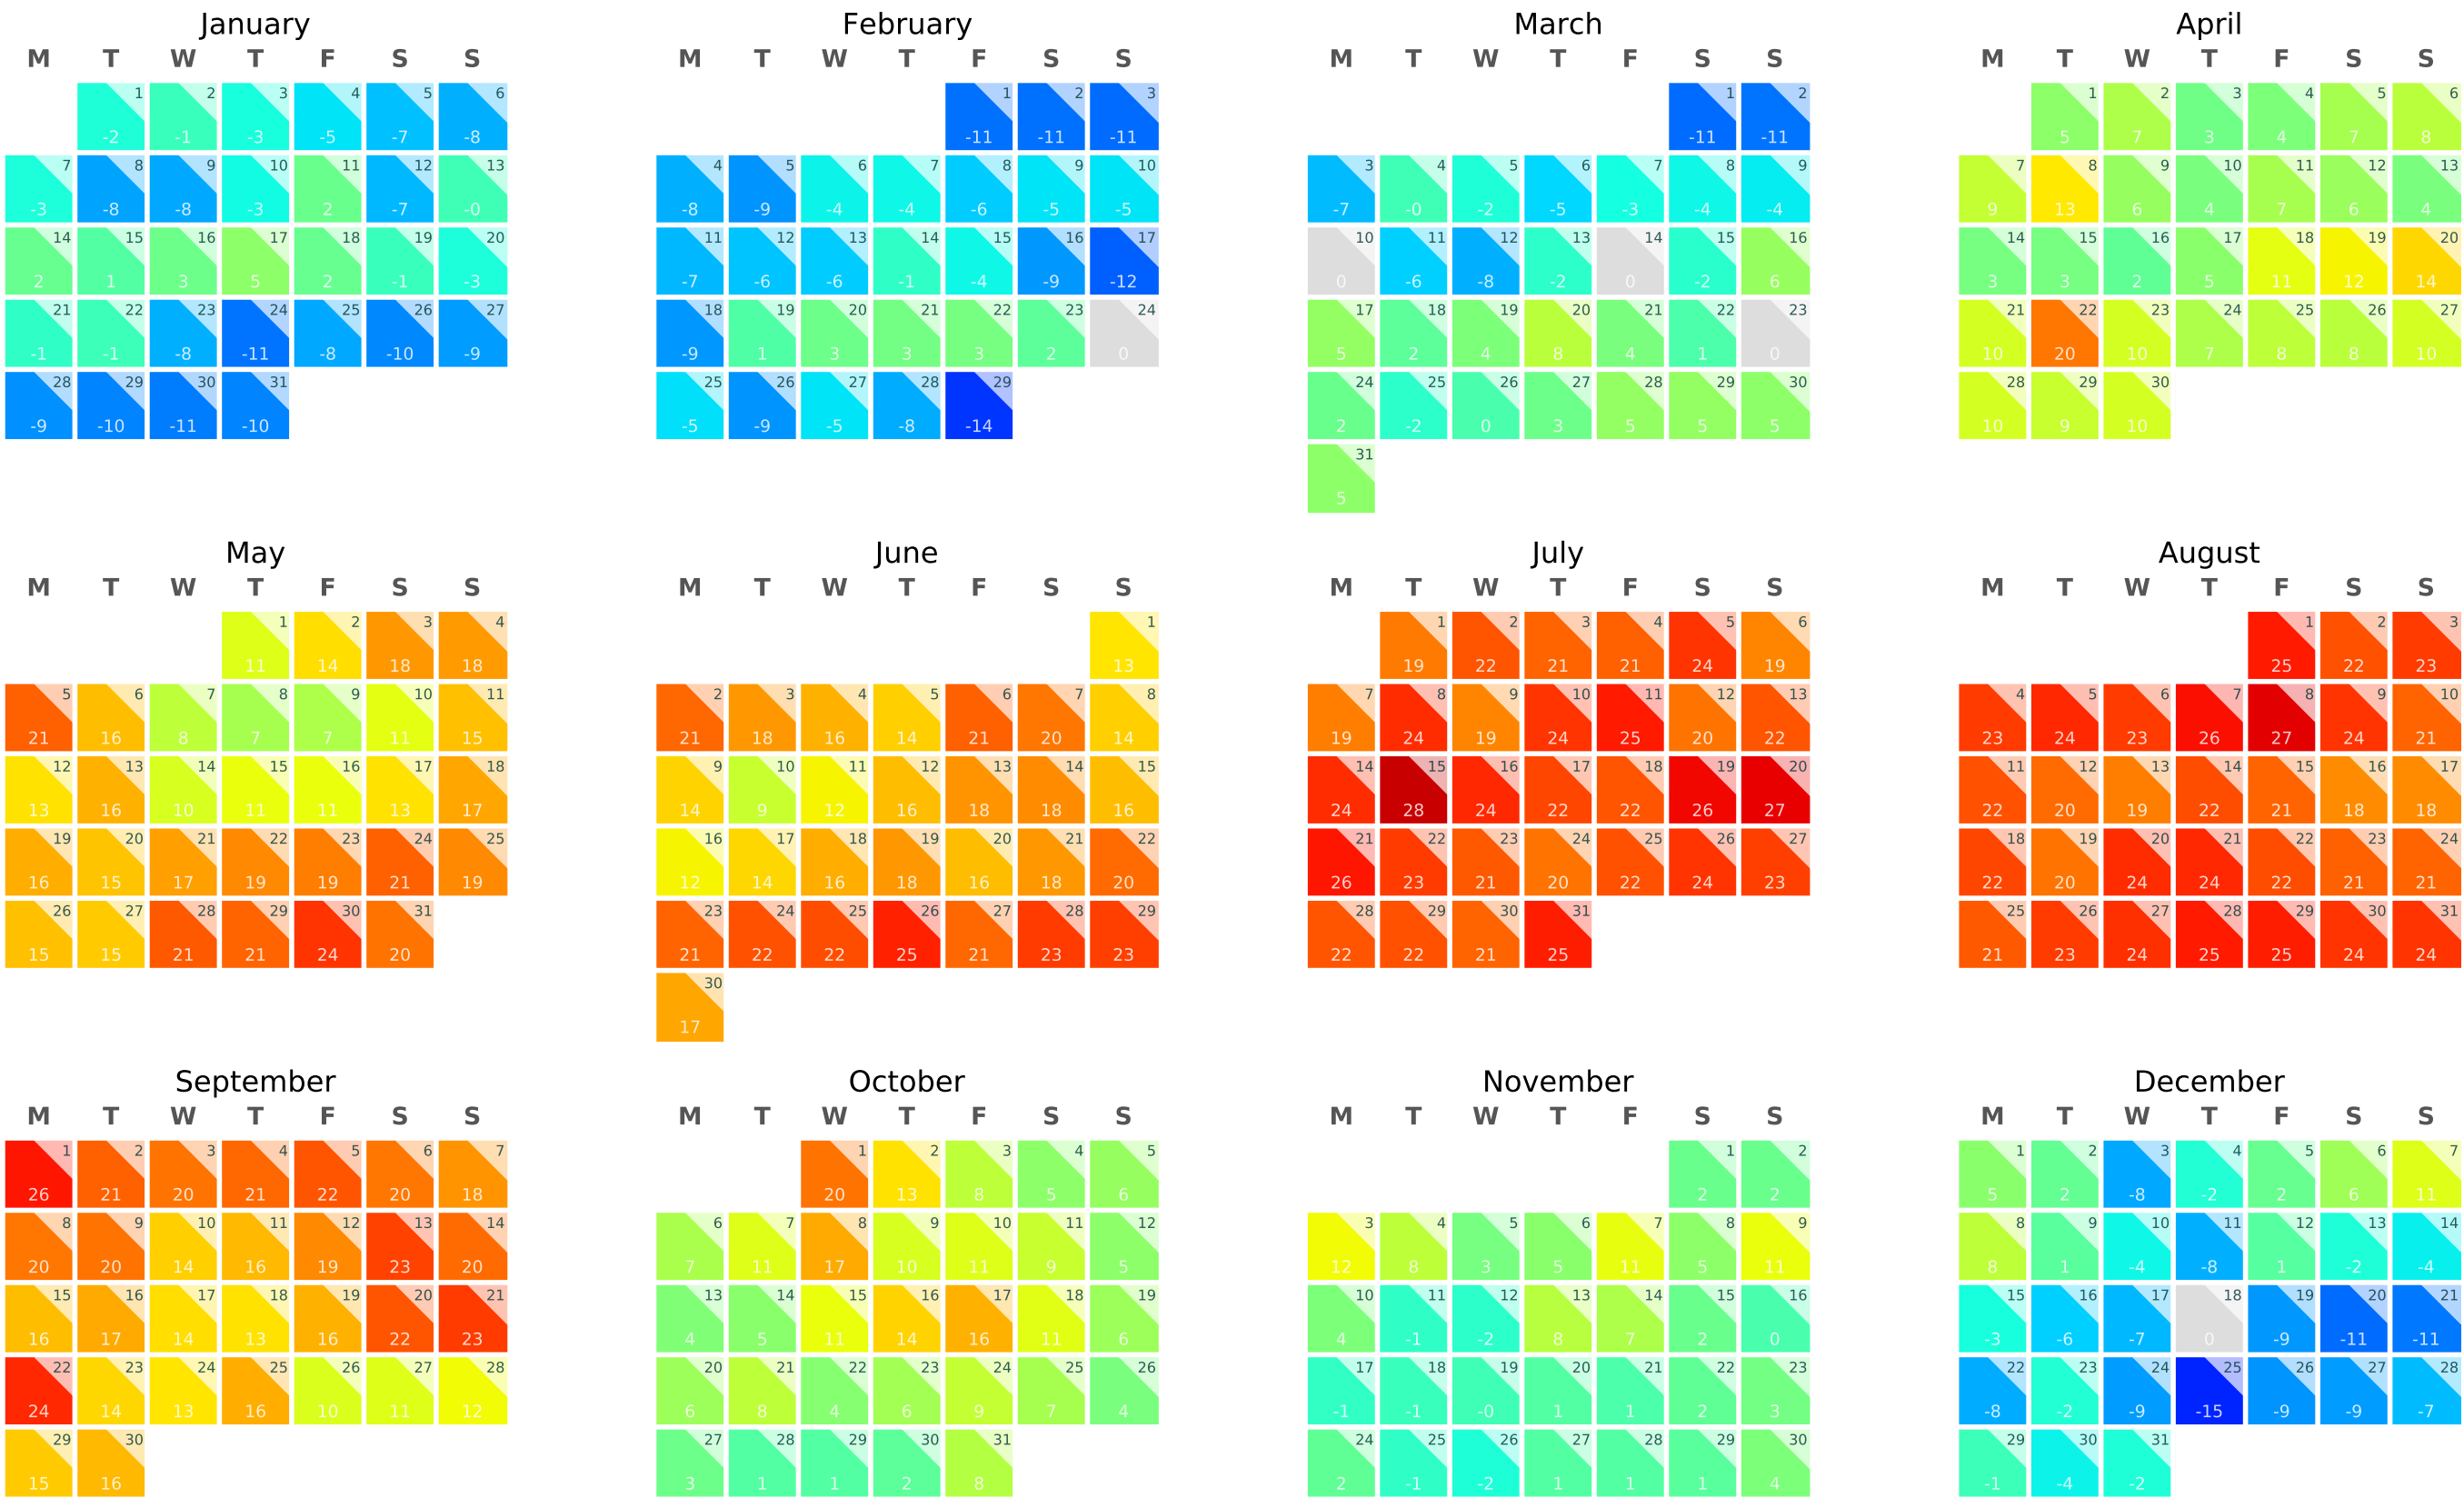 January February March April
M T W T F S S M T W T F S S M T W T F S S M T W T F S S
1 2 3 4 5 6 1 2 3 1 2 1 2 3 4 5 6
-2 -1 -3 -5 -7 -8 -11 -11 -11 -11 -11 5 7 3 4 7 8
7 8 9 10 11 12 13 4 5 6 7 8 9 10 3 4 5 6 7 8 9 7 8 9 10 11 12 13
-3 -8 -8 -3 2 -7 -0 -8 -9 -4 -4 -6 -5 -5 -7 -0 -2 -5 -3 -4 -4 9 13 6 4 7 6 4
14 15 16 17 18 19 20 11 12 13 14 15 16 17 10 11 12 13 14 15 16 14 15 16 17 18 19 20
2 1 3 5 2 -1 -3 -7 -6 -6 -1 -4 -9 -12 0 -6 -8 -2 0 -2 6 3 3 2 5 11 12 14
21 22 23 24 25 26 27 18 19 20 21 22 23 24 17 18 19 20 21 22 23 21 22 23 24 25 26 27
-1 -1 -8 -11 -8 -10 -9 -9 1 3 3 3 2 0 5 2 4 8 4 1 0 10 20 10 7 8 8 10
28 29 30 31 25 26 27 28 29 24 25 26 27 28 29 30 28 29 30
-9 -10 -11 -10 -5 -9 -5 -8 -14 2 -2 0 3 5 5 5 10 9 10
31
5
May June July August
M T W T F S S M T W T F S S M T W T F S S M T W T F S S
1 2 3 4 1 1 2 3 4 5 6 1 2 3
11 14 18 18 13 19 22 21 21 24 19 25 22 23
5 6 7 8 9 10 11 2 3 4 5 6 7 8 7 8 9 10 11 12 13 4 5 6 7 8 9 10
21 16 8 7 7 11 15 21 18 16 14 21 20 14 19 24 19 24 25 20 22 23 24 23 26 27 24 21
12 13 14 15 16 17 18 9 10 11 12 13 14 15 14 15 16 17 18 19 20 11 12 13 14 15 16 17
13 16 10 11 11 13 17 14 9 12 16 18 18 16 24 28 24 22 22 26 27 22 20 19 22 21 18 18
19 20 21 22 23 24 25 16 17 18 19 20 21 22 21 22 23 24 25 26 27 18 19 20 21 22 23 24
16 15 17 19 19 21 19 12 14 16 18 16 18 20 26 23 21 20 22 24 23 22 20 24 24 22 21 21
26 27 28 29 30 31 23 24 25 26 27 28 29 28 29 30 31 25 26 27 28 29 30 31
15 15 21 21 24 20 21 22 22 25 21 23 23 22 22 21 25 21 23 24 25 25 24 24
30
17
September October November December
M T W T F S S M T W T F S S M T W T F S S M T W T F S S
1 2 3 4 5 6 7 1 2 3 4 5 1 2 1 2 3 4 5 6 7
26 21 20 21 22 20 18 20 13 8 5 6 2 2 5 2 -8 -2 2 6 11
8 9 10 11 12 13 14 6 7 8 9 10 11 12 3 4 5 6 7 8 9 8 9 10 11 12 13 14
20 20 14 16 19 23 20 7 11 17 10 11 9 5 12 8 3 5 11 5 11 8 1 -4 -8 1 -2 -4
15 16 17 18 19 20 21 13 14 15 16 17 18 19 10 11 12 13 14 15 16 15 16 17 18 19 20 21
16 17 14 13 16 22 23 4 5 11 14 16 11 6 4 -1 -2 8 7 2 0 -3 -6 -7 0 -9 -11 -11
22 23 24 25 26 27 28 20 21 22 23 24 25 26 17 18 19 20 21 22 23 22 23 24 25 26 27 28
24 14 13 16 10 11 12 6 8 4 6 9 7 4 -1 -1 -0 1 1 2 3 -8 -2 -9 -15 -9 -9 -7
29 30 27 28 29 30 31 24 25 26 27 28 29 30 29 30 31
15 16 3 1 1 2 8 2 -1 -2 1 1 1 4 -1 -4 -2